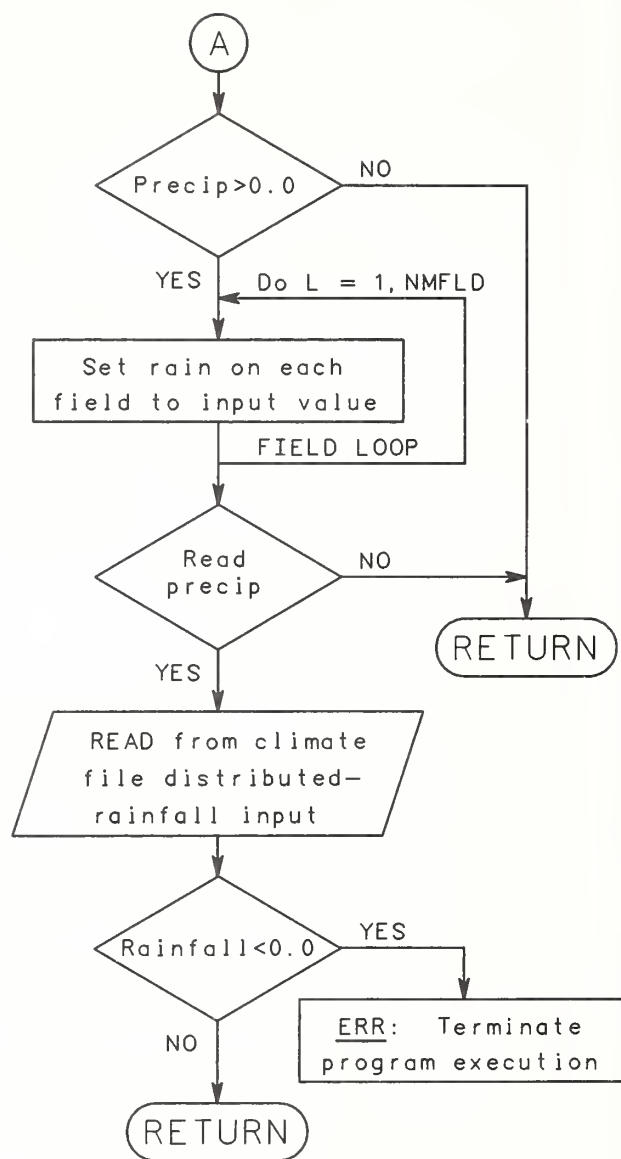 A
Precip>0.0
NO
YES
Do L = 1, NMFLD
Set rain on each
field to input value
FIELD LOOP
Read
precip
NO
RETURN
YES
READ from climate
file distributed–
rainfall input
Rainfall<0.0
YES
ERR: Terminate
program execution
NO
RETURN